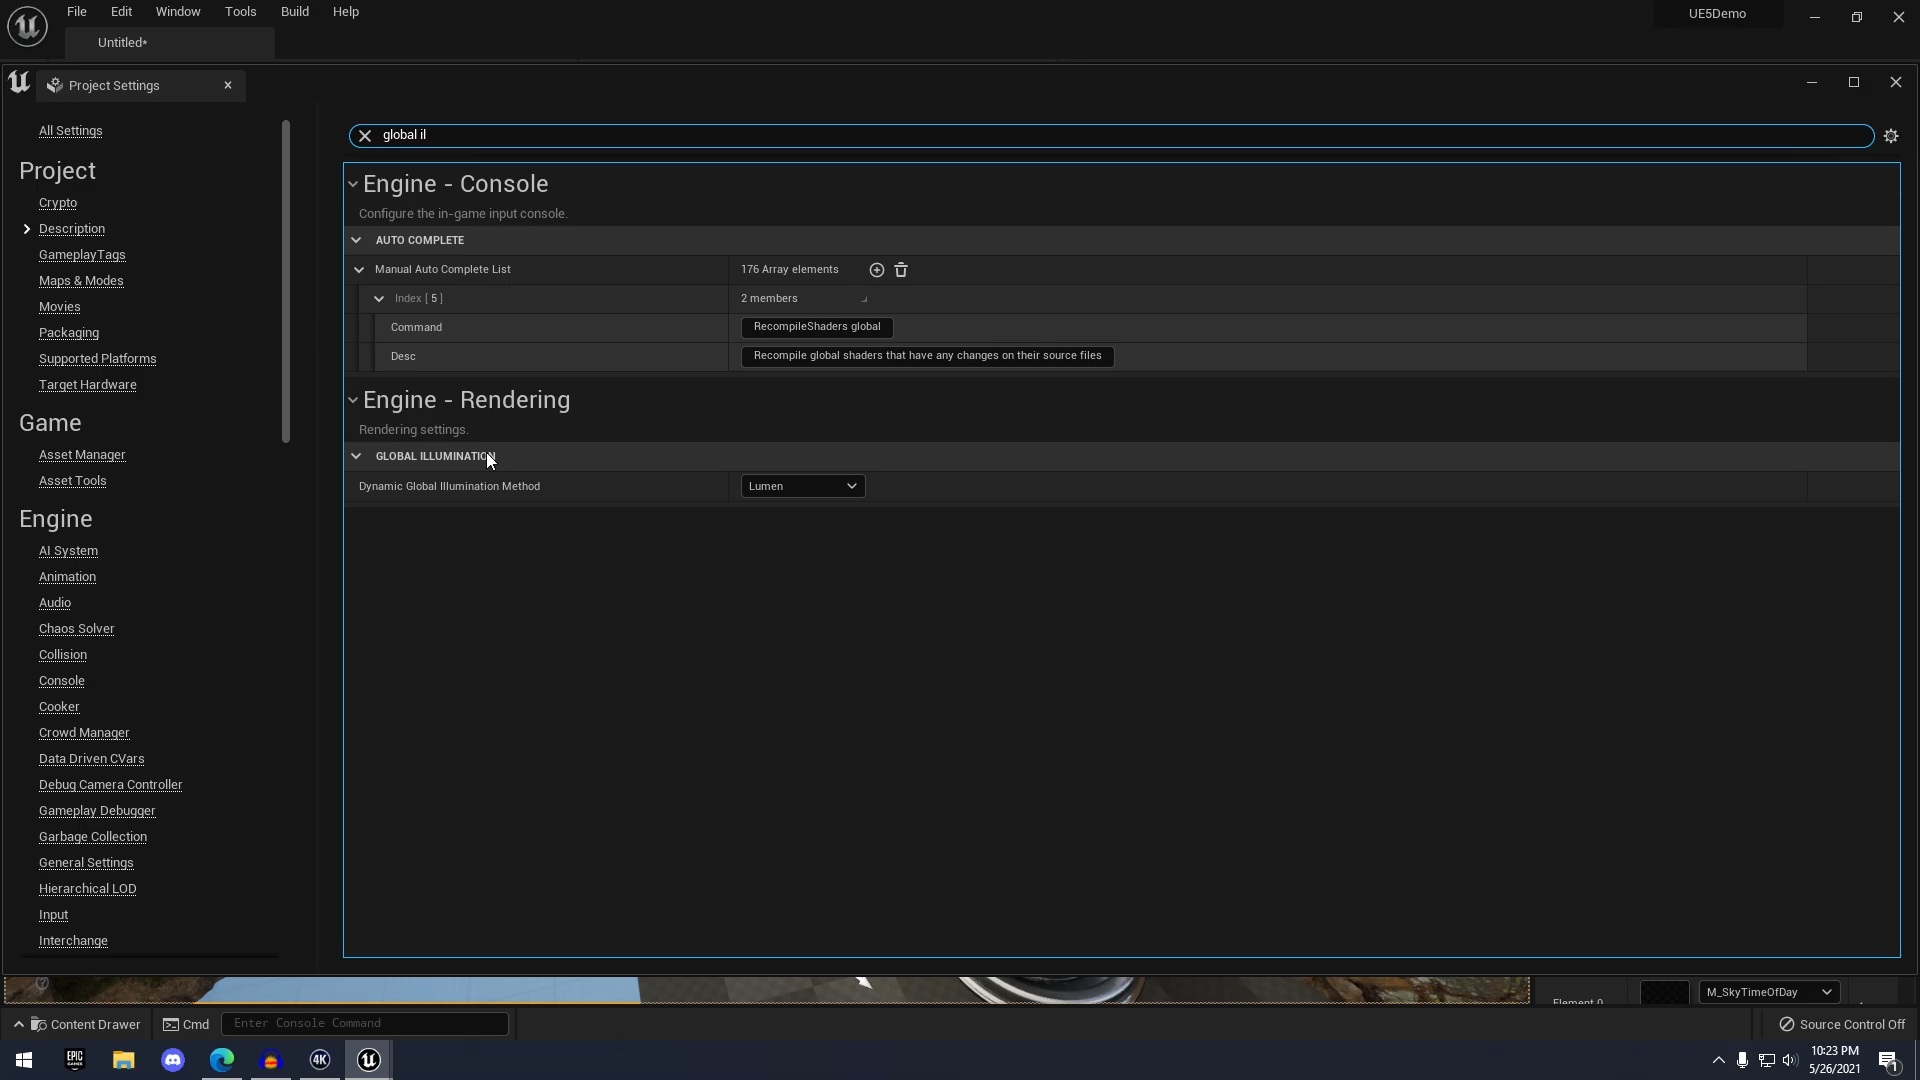 File Edit Window Tools Build Help
UE5Demo
Untitled*
Project Settings
All Settings
Project
Crypto
Description
GameplayTags
Maps & Modes
Movies
Packaging
Supported Platforms
Target Hardware
Game
Asset Manager
Asset Tools
Engine
AI System
Animation
Audio
Chaos Solver
Collision
Console
Cooker
Crowd Manager
Data Driven CVars
Debug Camera Controller
Gameplay Debugger
Garbage Collection
General Settings
Hierarchical LOD
Input
Interchange
global il
Engine - Console
Configure the in-game input console.
AUTO COMPLETE
Manual Auto Complete List 176 Array elements
Index [ 5 ] 2 members
Command RecompileShaders global
Desc Recompile global shaders that have any changes on their source files
Engine - Rendering
Rendering settings.
GLOBAL ILLUMINATION
Dynamic Global Illumination Method Lumen
Element 0 M_SkyTimeOfDay
Content Drawer Cmd Enter Console Command Source Control Off
EPIC GAMES 4K 10:23 PM
5/26/2021 1